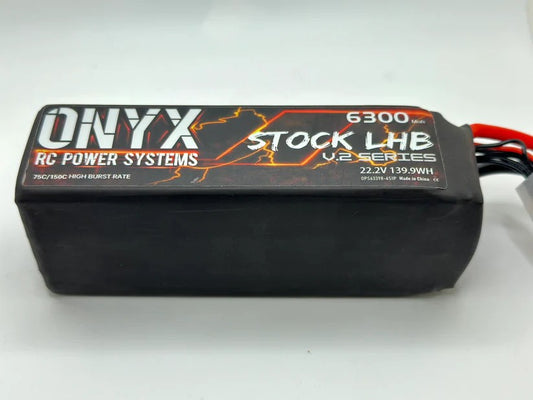 ONYX
RC POWER SYSTEMS
75C/150C HIGH BURST RATE
6300 MAH
STOCK LHB
V.2 SERIES
22.2V 139.9WH
Made in China